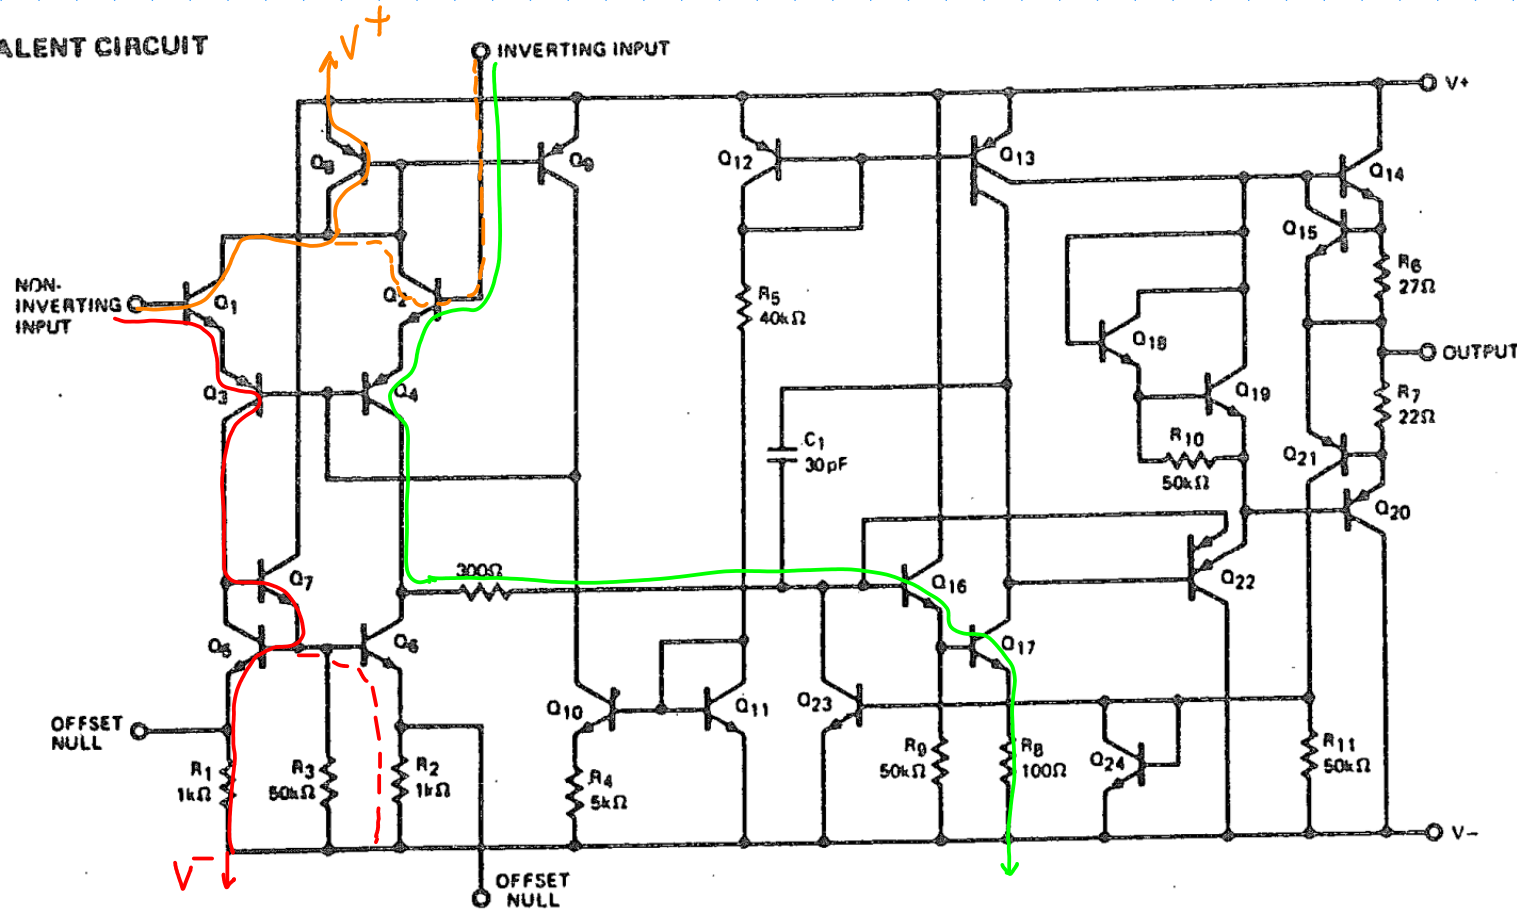 ALENT CIRCUIT
V+
INVERTING INPUT
V+
Q8
Q9
Q12
Q13
Q14
Q15
NON-
INVERTING
INPUT
Q1
Q2
R5
40kΩ
R6
27Ω
Q18
OUTPUT
Q3
Q4
Q19
R7
22Ω
C1
30pF
R10
50kΩ
Q21
Q20
Q7
300Ω
Q16
Q22
Q5
Q6
Q17
Q10
Q11
Q23
OFFSET
NULL
R1
1kΩ
R3
50kΩ
R2
1kΩ
R4
5kΩ
R9
50kΩ
R8
100Ω
Q24
R11
50kΩ
V-
V-
OFFSET
NULL